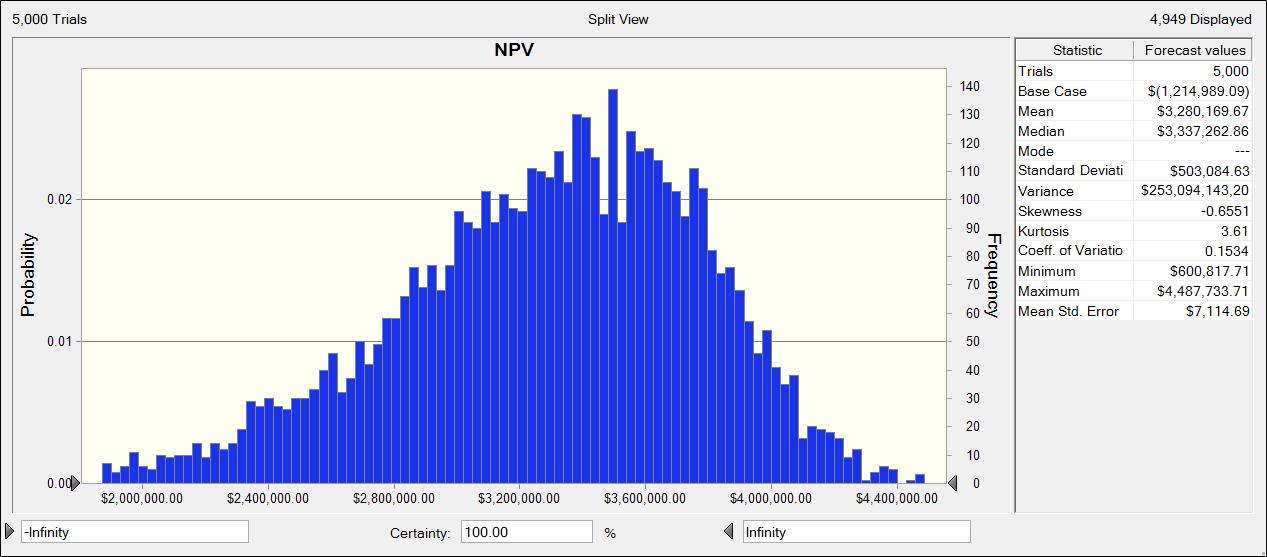 5,000 Trials Split View 4,949 Displayed
NPV
Probability
0.02
0.01
0.00
140
130
120
110
100
90
80
70
60
50
40
30
20
10
0
Frequency
$2,000,000.00 $2,400,000.00 $2,800,000.00 $3,200,000.00 $3,600,000.00 $4,000,000.00 $4,400,000.00
Statistic Forecast values
Trials 5,000
Base Case $(1,214,989.09)
Mean $3,280,169.67
Median $3,337,262.86
Mode ---
Standard Deviati $503,084.63
Variance $253,094,143,20
Skewness -0.6551
Kurtosis 3.61
Coeff. of Variatio 0.1534
Minimum $600,817.71
Maximum $4,487,733.71
Mean Std. Error $7,114.69
-Infinity Certainty: 100.00 % Infinity